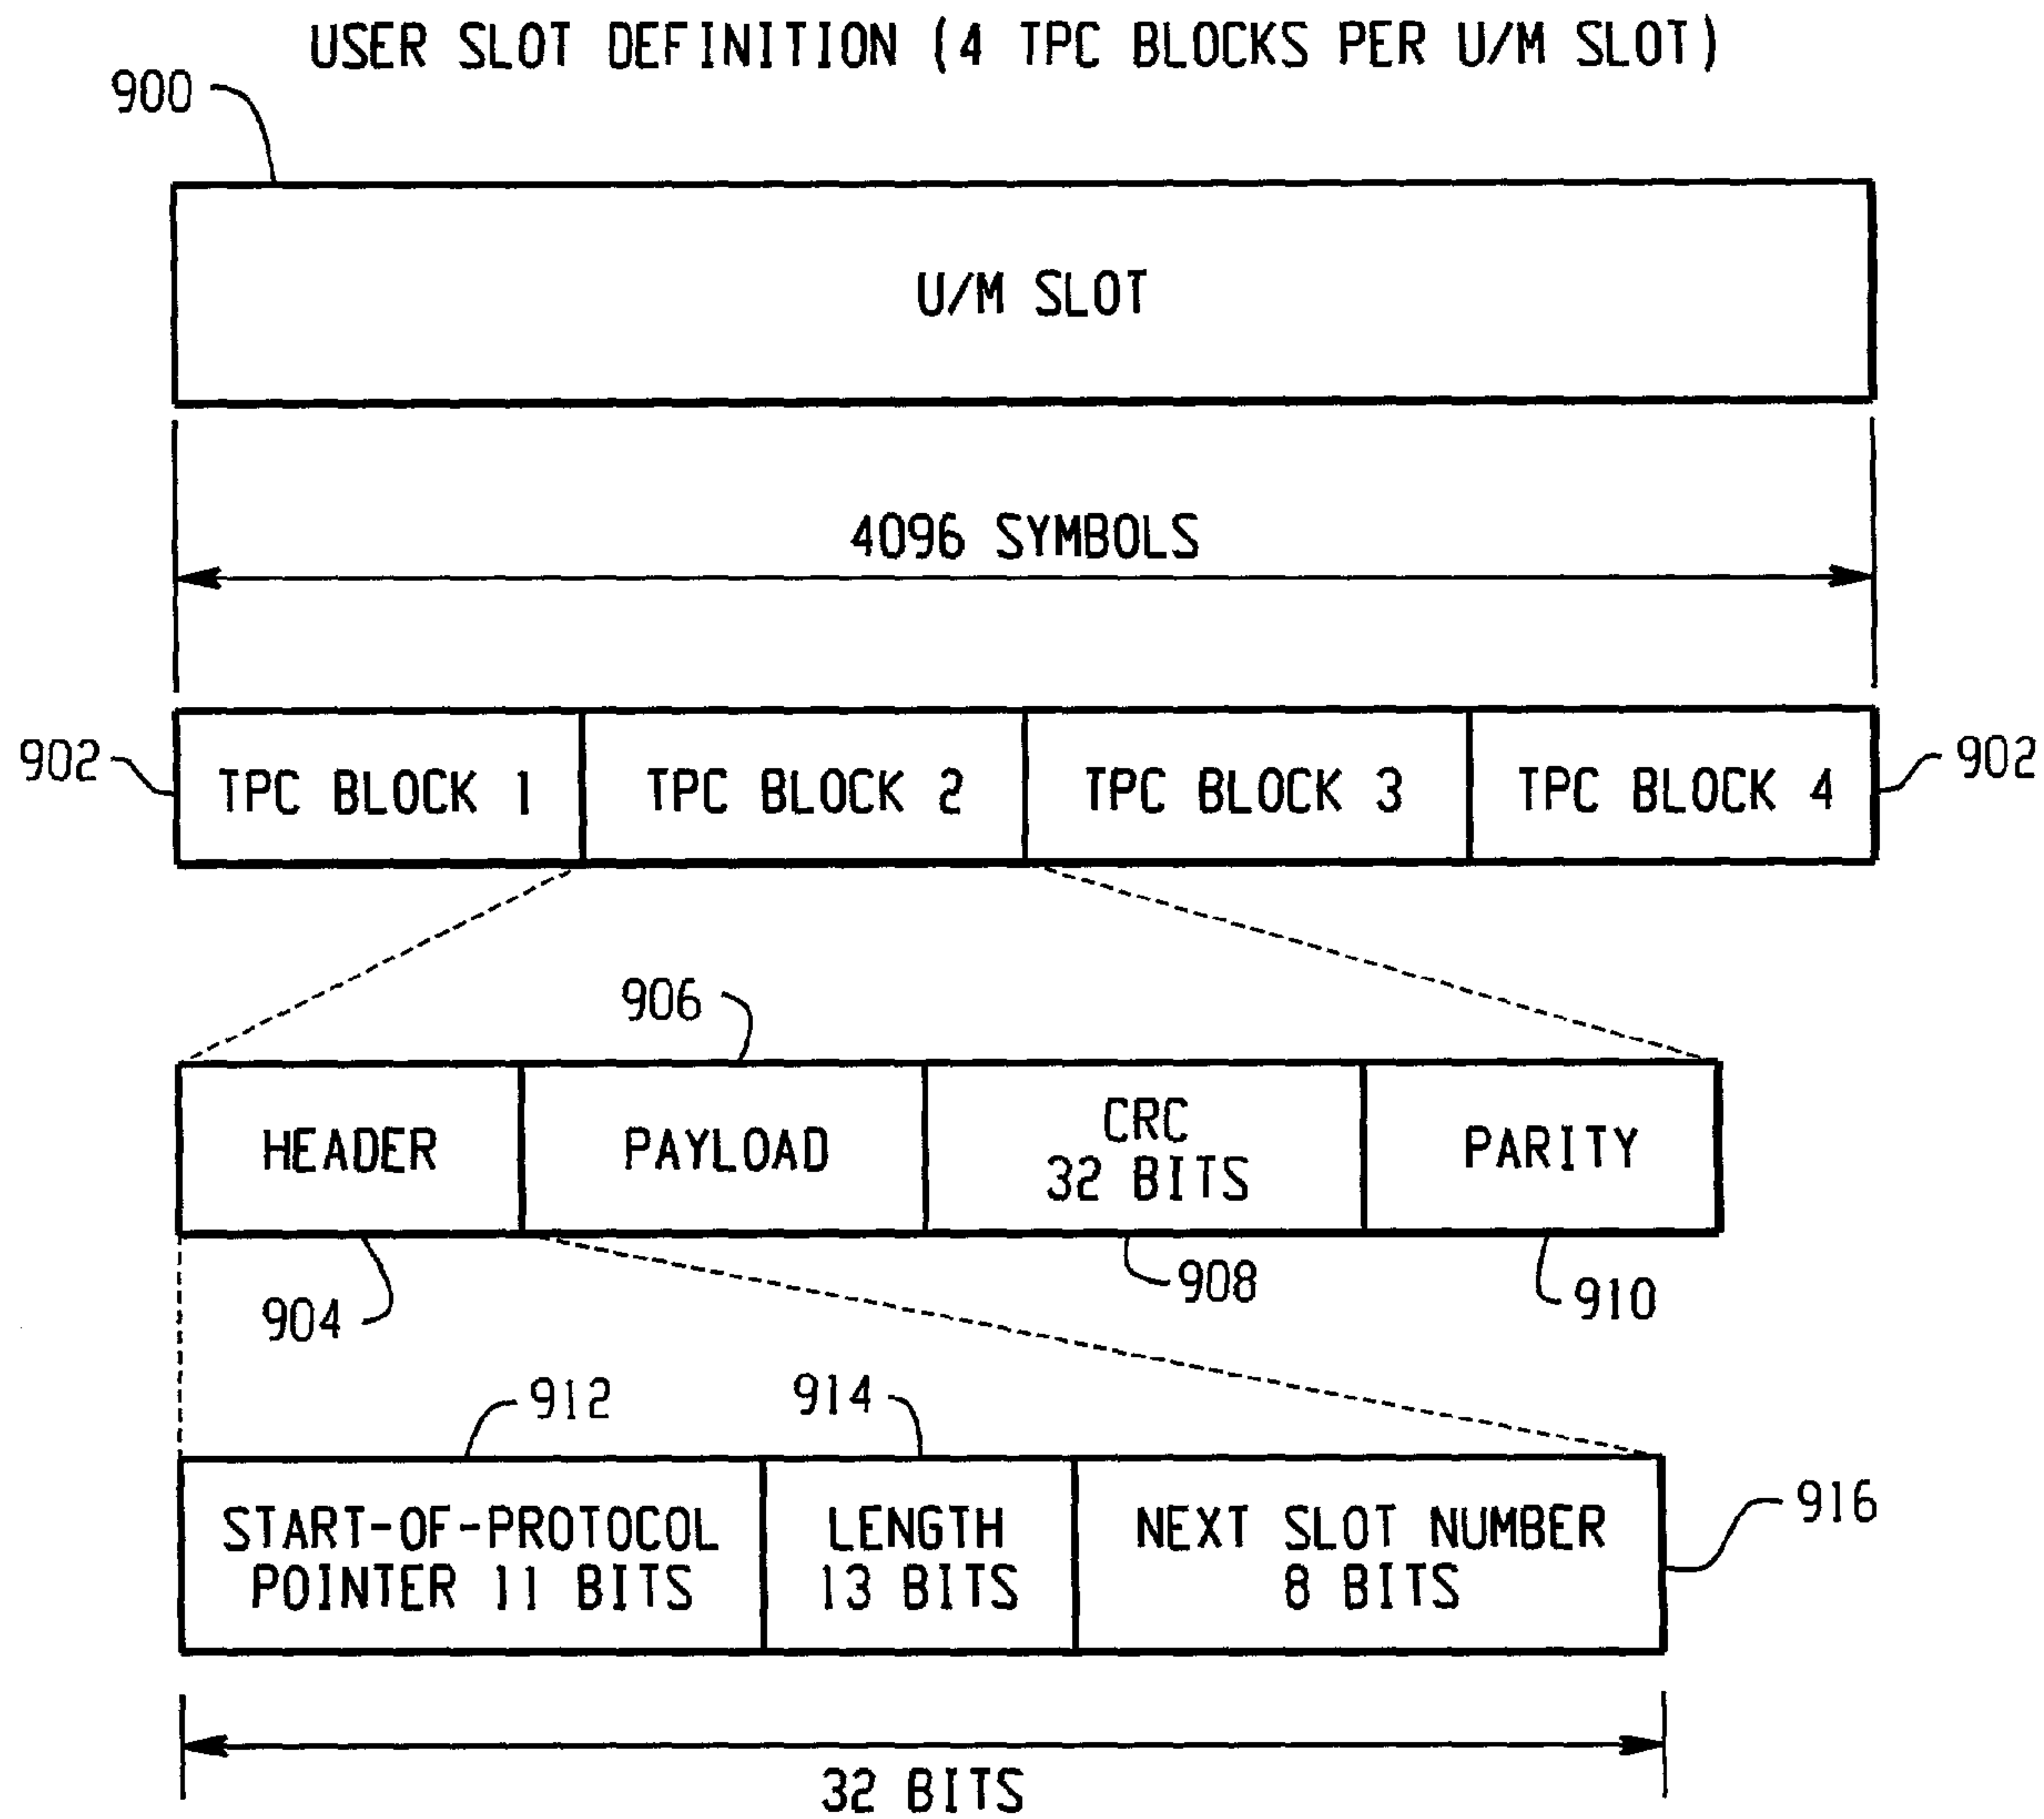 USER SLOT DEFINITION (4 TPC BLOCKS PER U/M SLOT)
900
U/M SLOT
4096 SYMBOLS
902
TPC BLOCK 1
TPC BLOCK 2
TPC BLOCK 3
TPC BLOCK 4
902
906
HEADER
PAYLOAD
CRC
32 BITS
PARITY
904
908
910
912
914
START-OF-PROTOCOL
POINTER 11 BITS
LENGTH
13 BITS
NEXT SLOT NUMBER
8 BITS
916
32 BITS